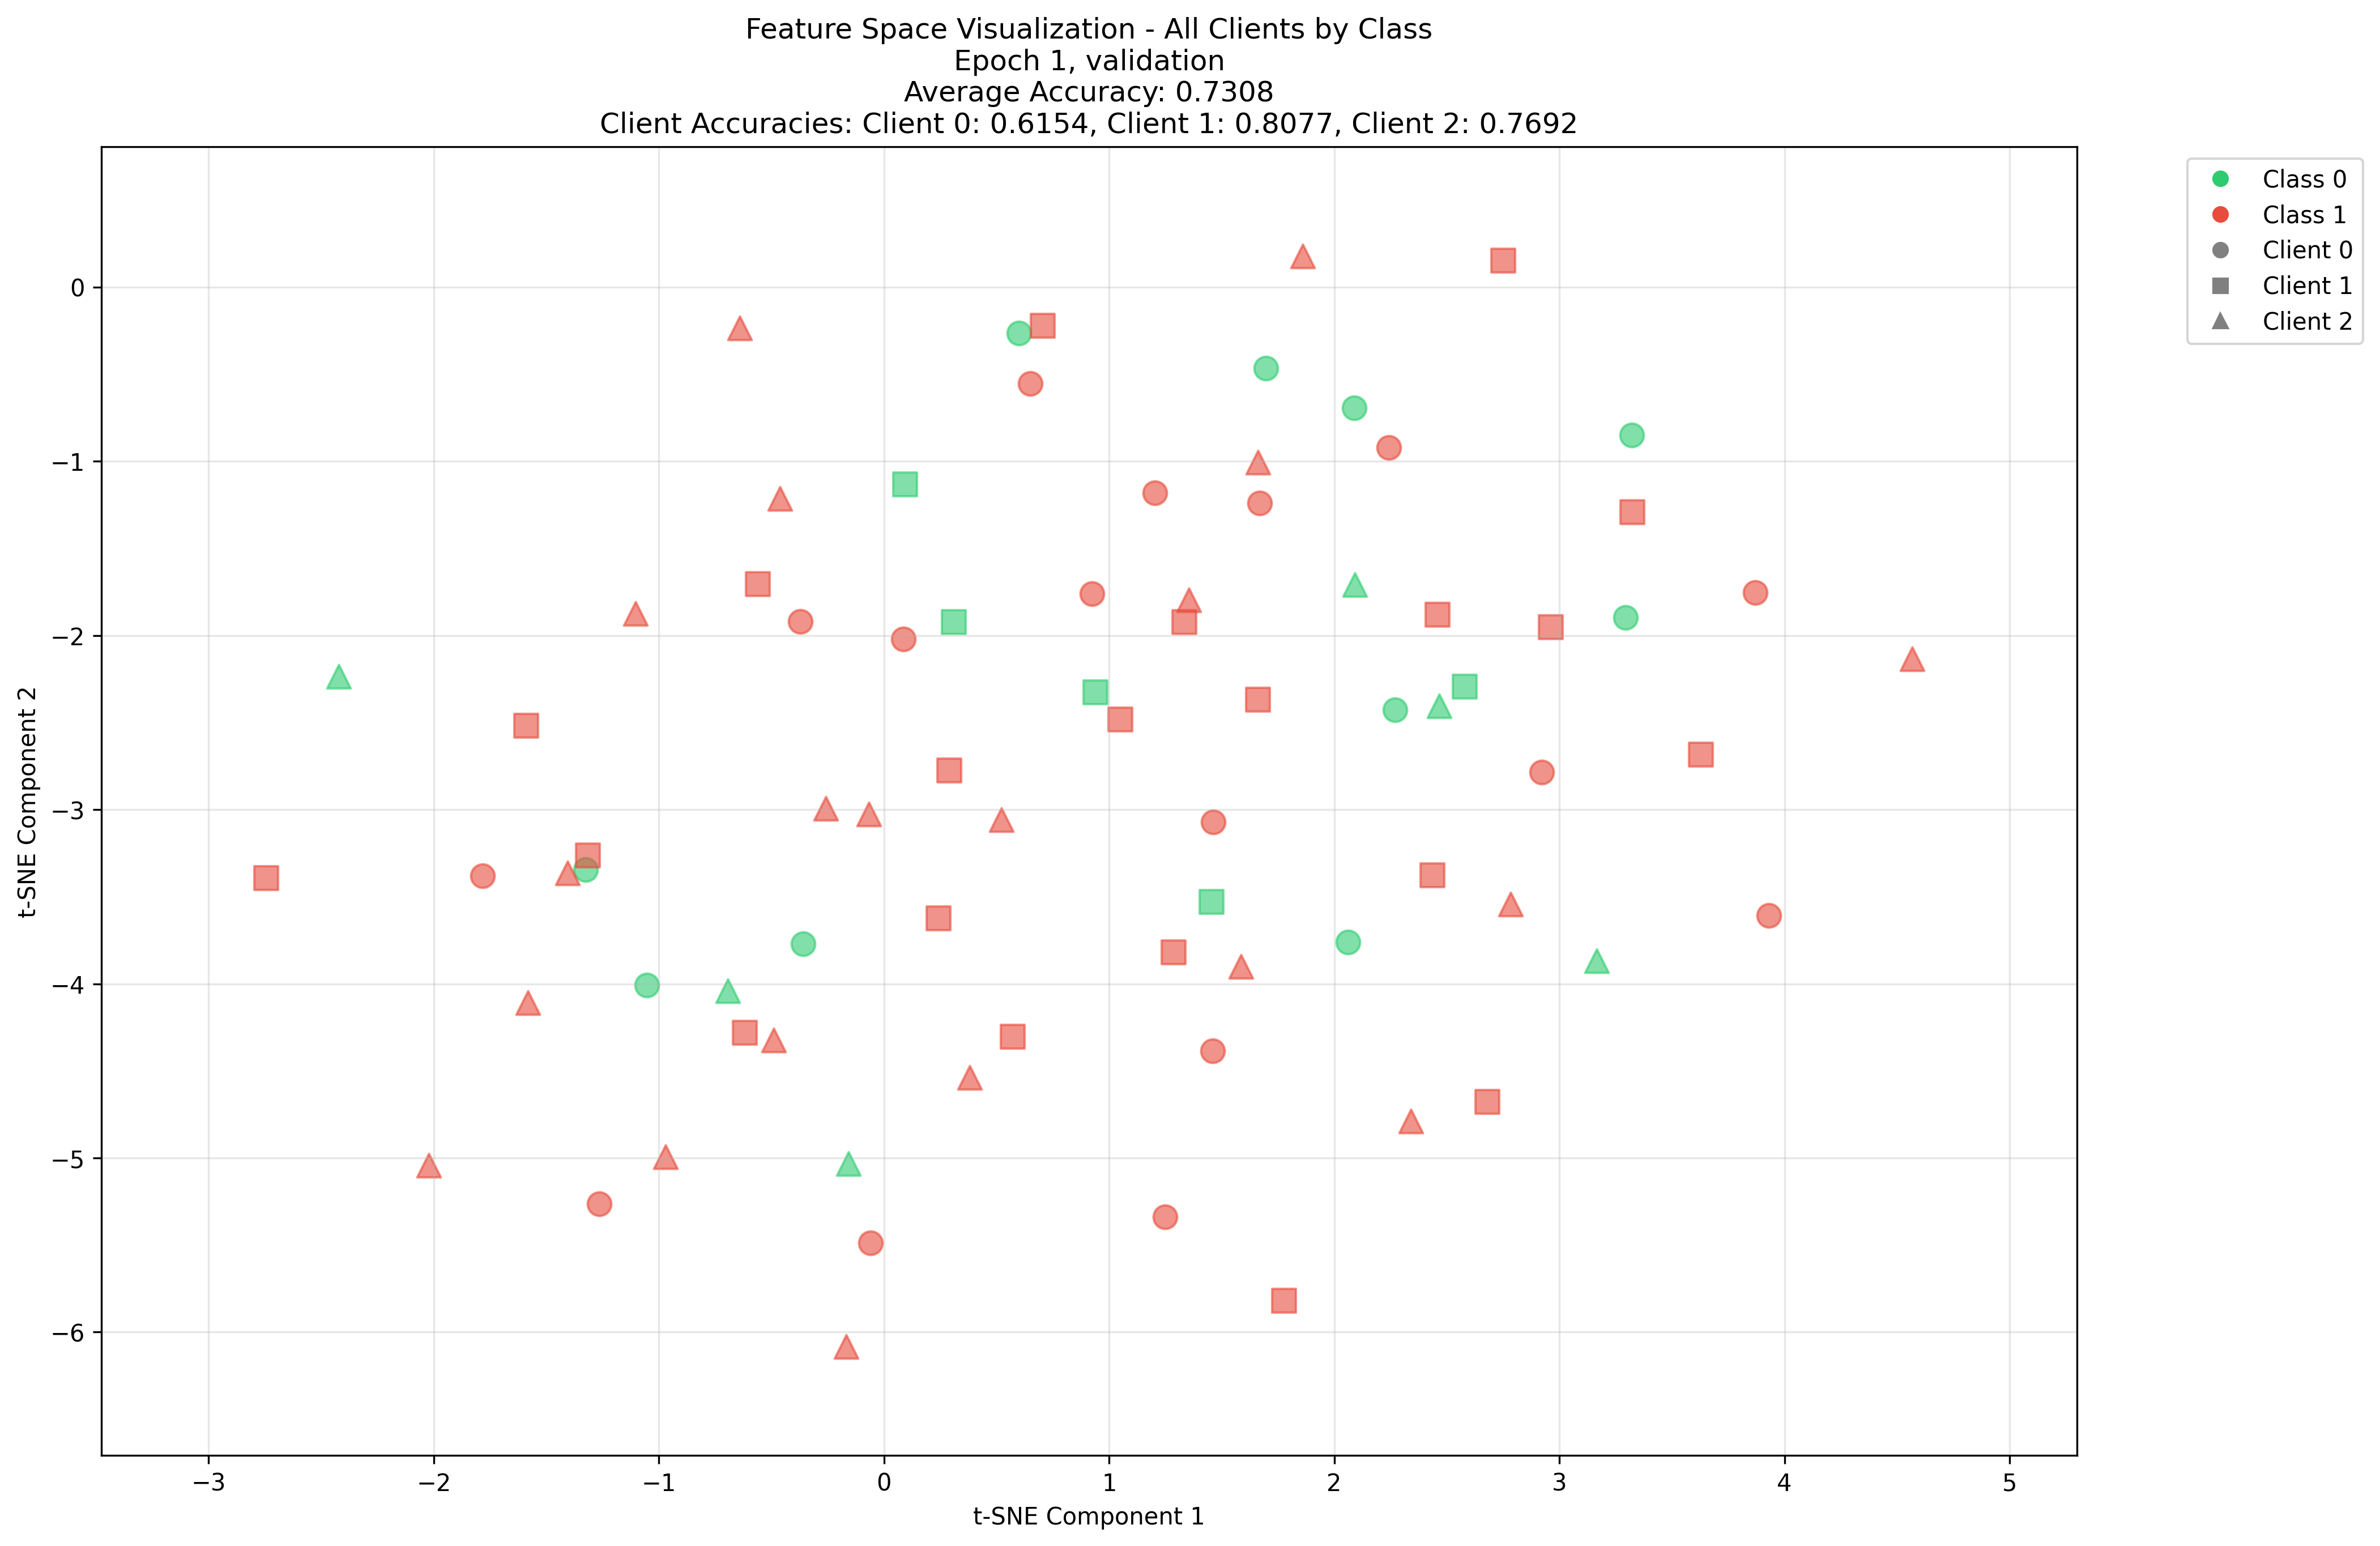 Feature Space Visualization - All Clients by Class
Epoch 1, validation
Average Accuracy: 0.7308
Client Accuracies: Client 0: 0.6154, Client 1: 0.8077, Client 2: 0.7692
Class 0
Class 1
Client 0
Client 1
Client 2
t-SNE Component 2
0
−1
−2
−3
−4
−5
−6
−3 −2 −1 0 1 2 3 4 5
t-SNE Component 1